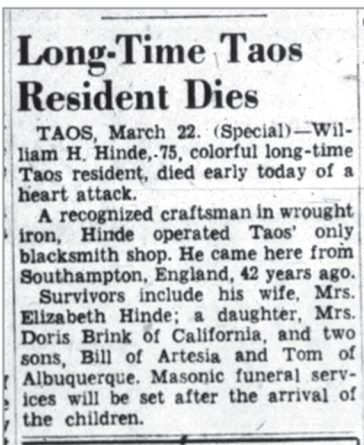 Long-Time Taos
Resident Dies
TAOS, March 22. (Special)—Wil-
liam H. Hinde, 75, colorful long-time
Taos resident, died early today of a
heart attack.
A recognized craftsman in wrought
iron, Hinde operated Taos' only
blacksmith shop. He came here from
Southampton, England, 42 years ago.
Survivors include his wife, Mrs.
Elizabeth Hinde; a daughter, Mrs.
Doris Brink of California, and two
sons, Bill of Artesia and Tom of
Albuquerque. Masonic funeral serv-
ices will be set after the arrival of
the children.